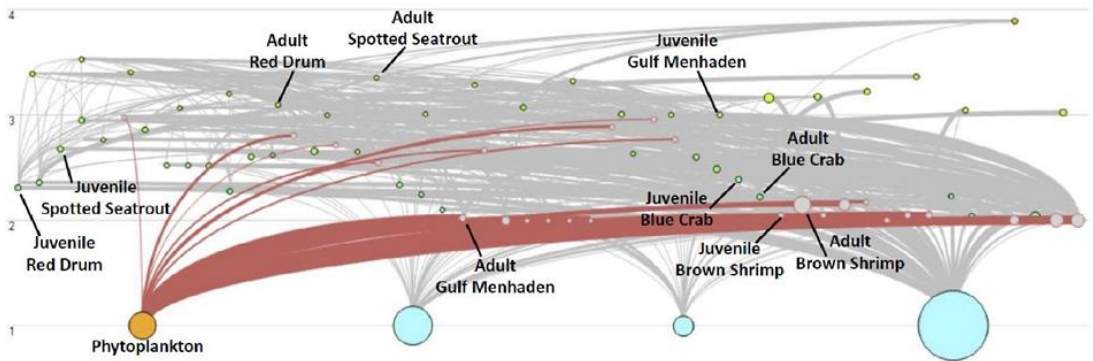 4
Adult
Spotted Seatrout
Adult
Red Drum
Juvenile
Gulf Menhaden
3
Adult
Blue Crab
Juvenile
Spotted Seatrout
Juvenile
Blue Crab
2
Juvenile
Red Drum
Adult
Gulf Menhaden
Juvenile
Brown Shrimp
Adult
Brown Shrimp
1
Phytoplankton